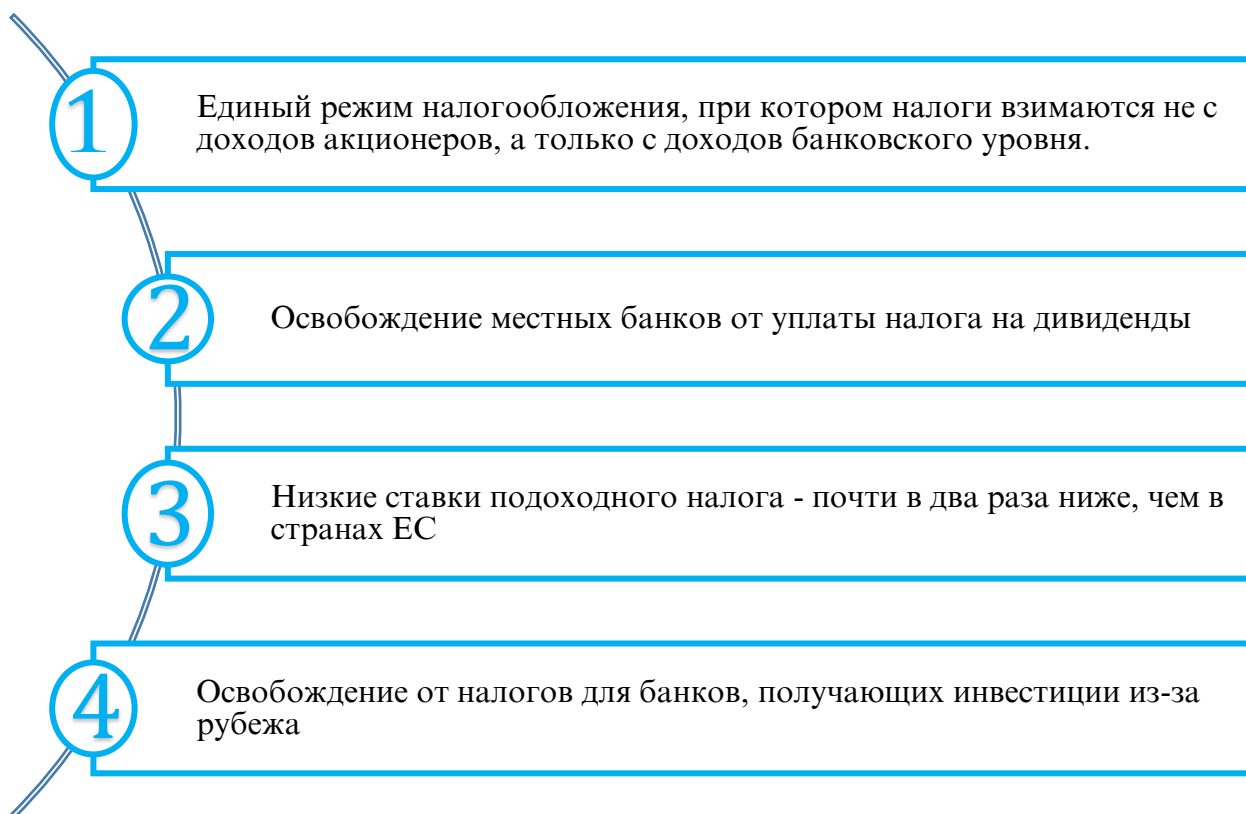 1
Единый режим налогообложения, при котором налоги взимаются не с
доходов акционеров, а только с доходов банковского уровня.
2
Освобождение местных банков от уплаты налога на дивиденды
3
Низкие ставки подоходного налога - почти в два раза ниже, чем в
странах ЕС
4
Освобождение от налогов для банков, получающих инвестиции из-за
рубежа